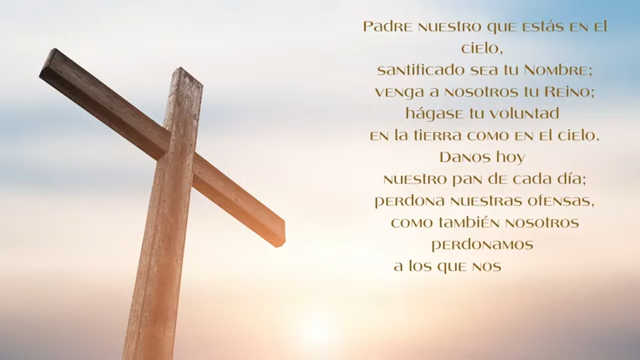 Padre nuestro que estás en el
cielo,
santificado sea tu Nombre;
venga a nosotros tu Reino;
hágase tu voluntad
en la tierra como en el cielo.
Danos hoy
nuestro pan de cada día;
perdona nuestras ofensas,
como también nosotros
perdonamos
a los que nos